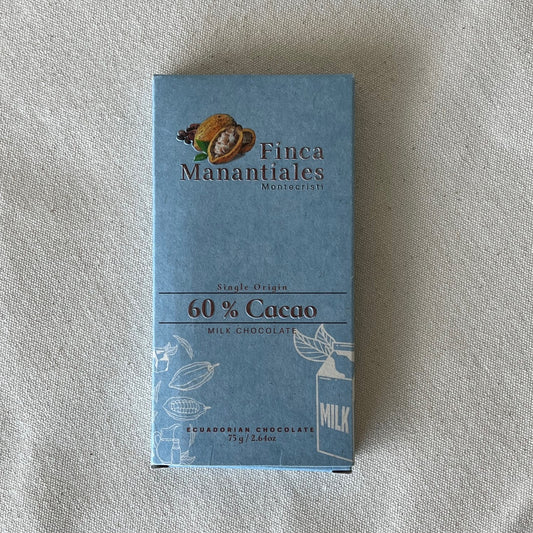 Finca
Manantiales
Montecristi
Single Origin
60 % Cacao
MILK CHOCOLATE
MILK
ECUADORIAN CHOCOLATE
75 g / 2.64oz